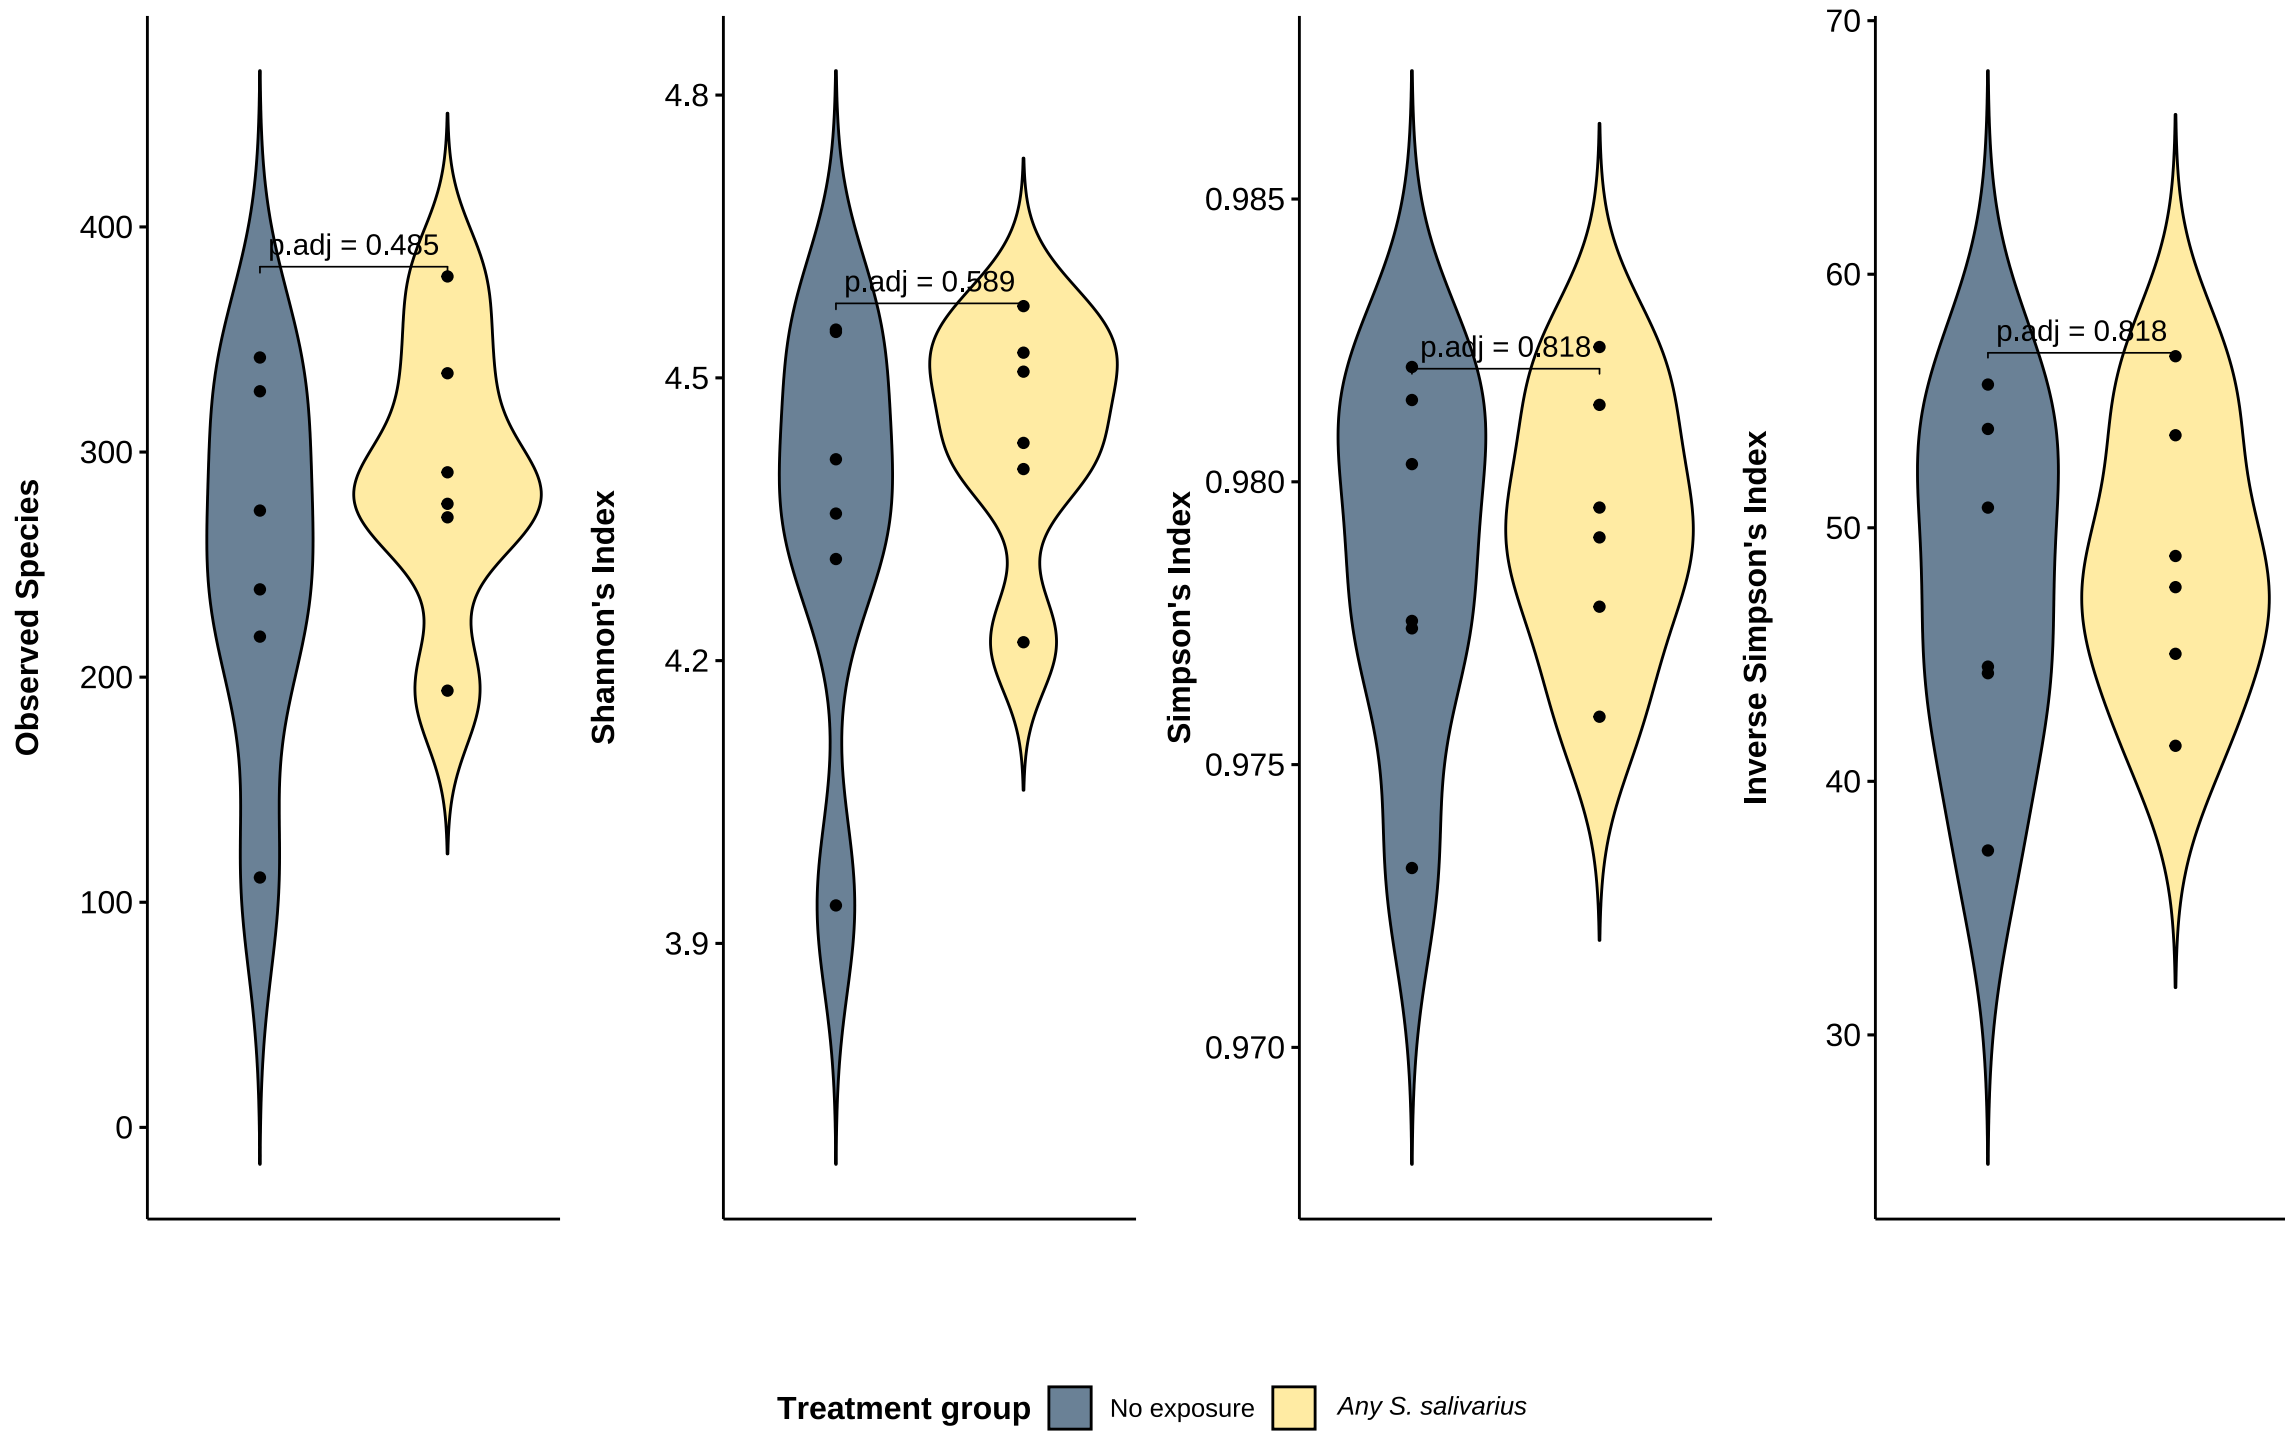 Observed Species
400
300
200
100
0
p.adj = 0.485
Shannon's Index
4.8
4.5
4.2
3.9
p.adj = 0.589
Simpson's Index
0.985
0.980
0.975
0.970
p.adj = 0.818
Inverse Simpson's Index
70
60
50
40
30
p.adj = 0.818
Treatment group No exposure Any S. salivarius